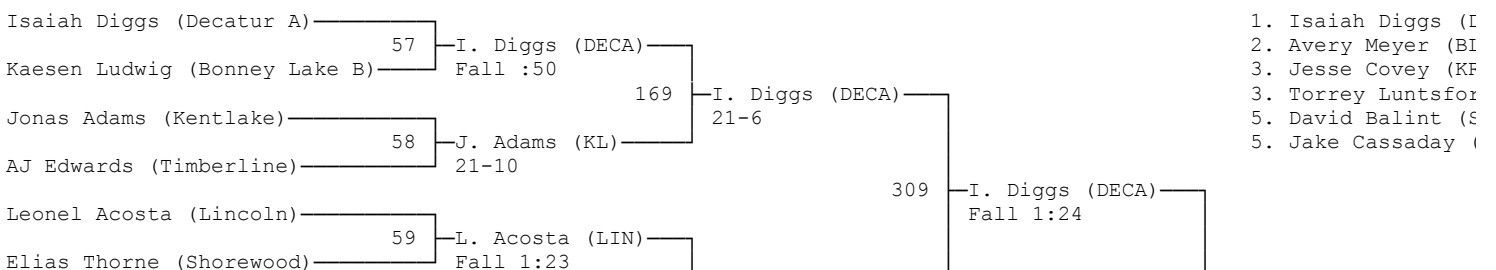 Isaiah Diggs (Decatur A)
1. Isaiah Diggs (
57 I. Diggs (DECA)
2. Avery Meyer (
Kaesen Ludwig (Bonney Lake B) Fall :50
3. Jesse Covey (
169 I. Diggs (DECA)
3. Torrey Luntsfor
Jonas Adams (Kentlake) 21-6
5. David Balint (
58 J. Adams (KL)
5. Jake Cassaday (
AJ Edwards (Timberline) 21-10
309 I. Diggs (DECA)
Leonel Acosta (Lincoln) Fall 1:24
59 L. Acosta (LIN)
Elias Thorne (Shorewood) Fall 1:23